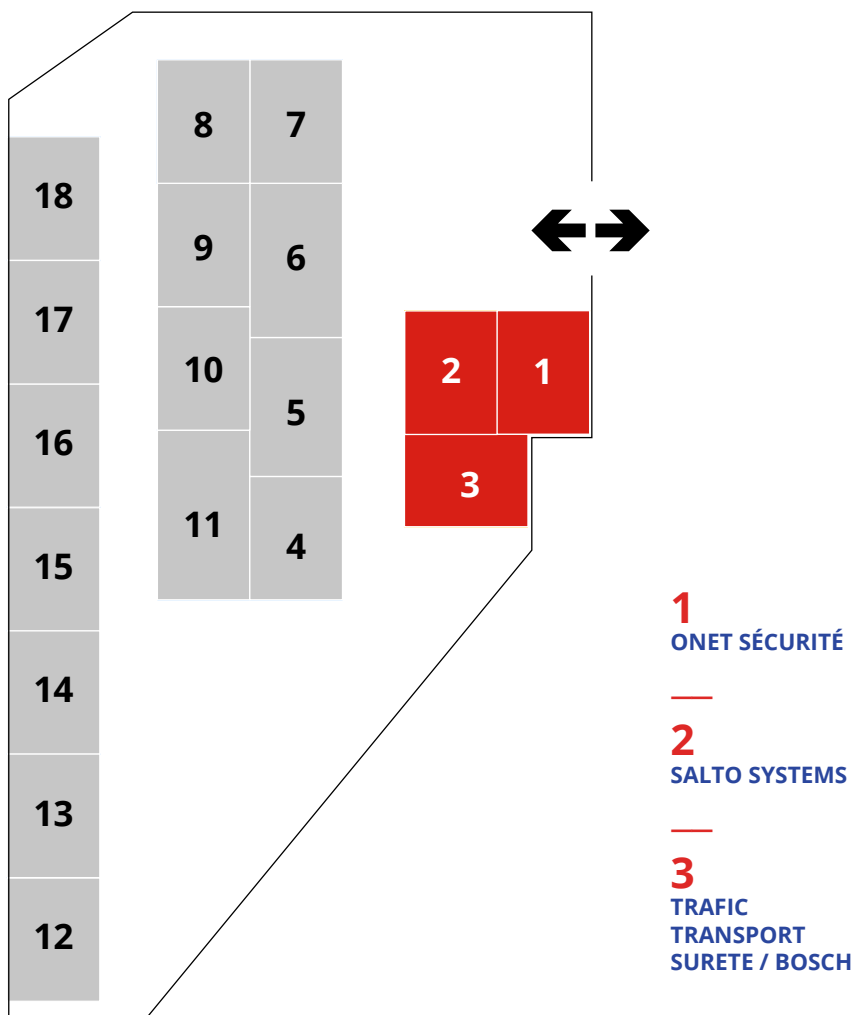 8 7
18
9 6
17
10 2 1
5
16
3
11 4
15
1
ONET SÉCURITÉ
14
2
SALTO SYSTEMS
13
3
TRAFIC
TRANSPORT
SURETE / BOSCH
12